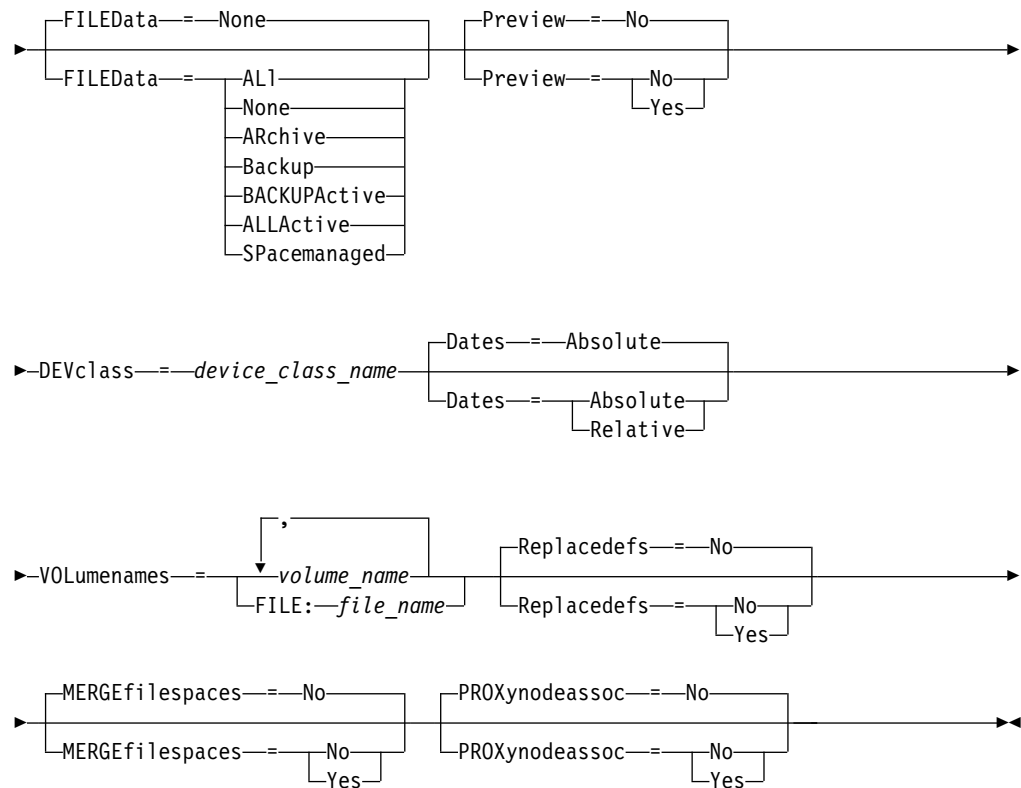 FILEData = None Preview = No
FILEData = ALl Preview = No
None Yes
ARchive
Backup
BACKUPActive
ALLActive
SPacemanaged
Dates = Absolute
DEVclass = device_class_name
Dates = Absolute
Relative
,
Replacedefs = No
VOLumenames = volume_name
FILE: file_name Replacedefs = No
Yes
MERGEfilespaces = No PROXynodeassoc = No
MERGEfilespaces = No PROXynodeassoc = No
Yes Yes